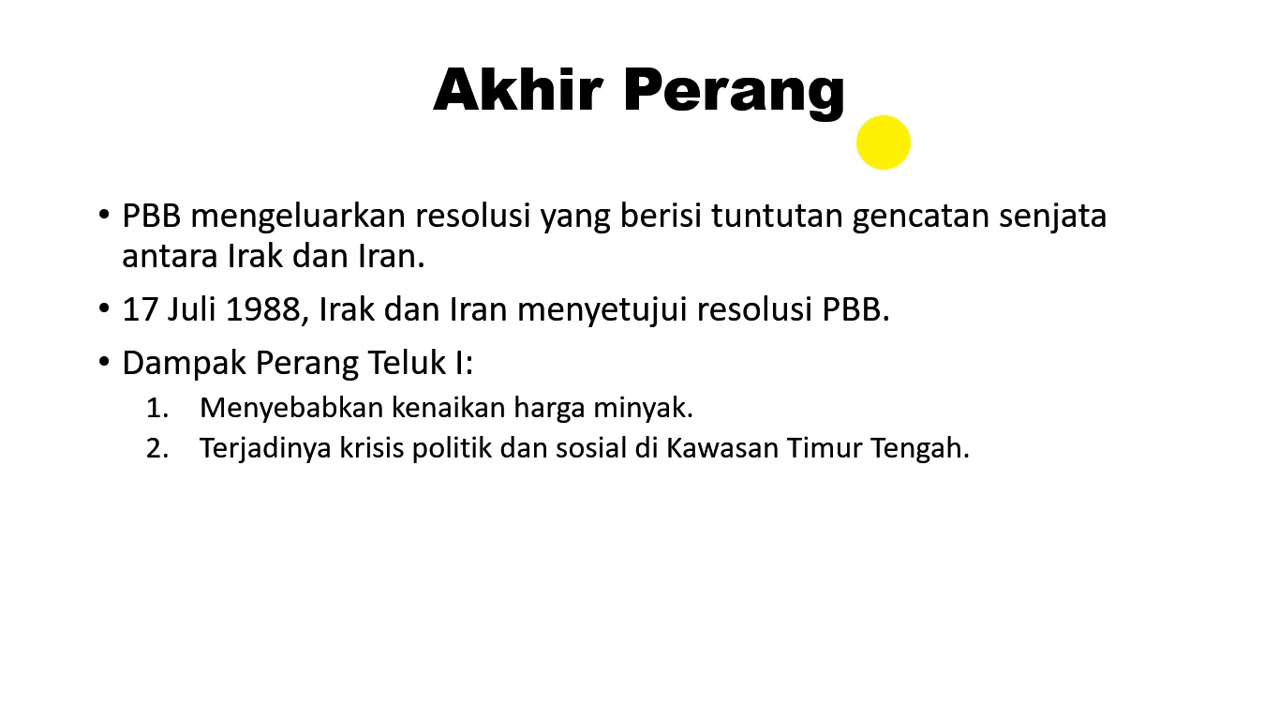 Akhir Perang
• PBB mengeluarkan resolusi yang berisi tuntutan gencatan senjata
antara Irak dan Iran.
• 17 Juli 1988, Irak dan Iran menyetujui resolusi PBB.
• Dampak Perang Teluk I:
1. Menyebabkan kenaikan harga minyak.
2. Terjadinya krisis politik dan sosial di Kawasan Timur Tengah.